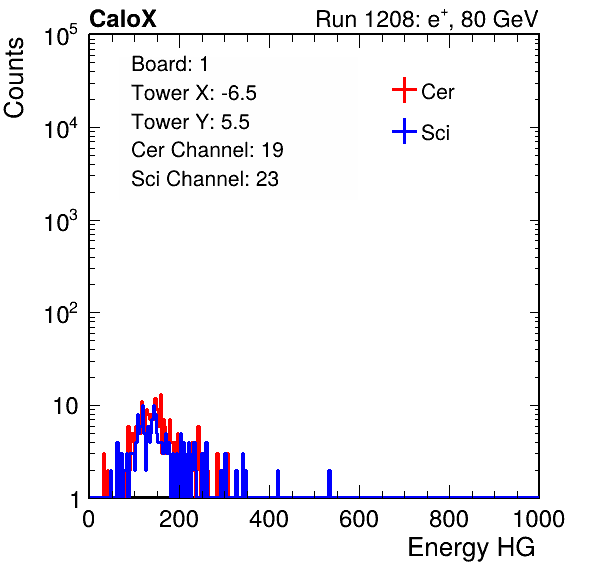 CaloX Run 1208: e⁺, 80 GeV
Counts
Board: 1
Tower X: -6.5
Tower Y: 5.5
Cer Channel: 19
Sci Channel: 23
Cer
Sci
10⁵
10⁴
10³
10²
10
1
0 200 400 600 800 1000
Energy HG